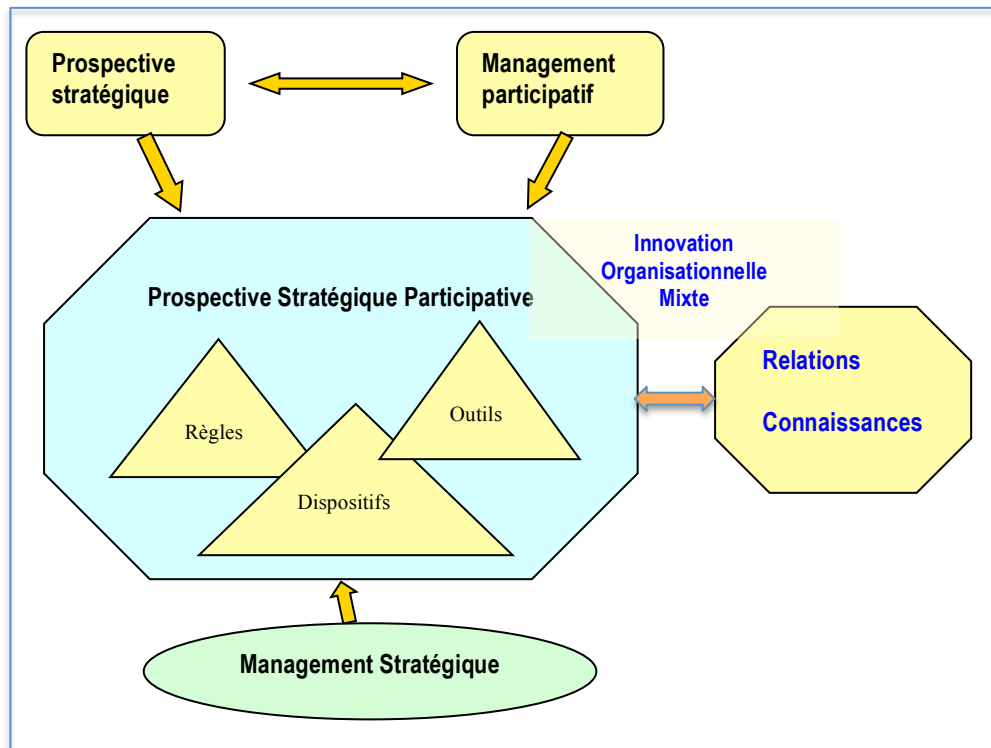 Prospective
stratégique
Management
participatif
Innovation
Organisationnelle
Mixte
Prospective Stratégique Participative
Relations
Connaissances
Règles
Outils
Dispositifs
Management Stratégique